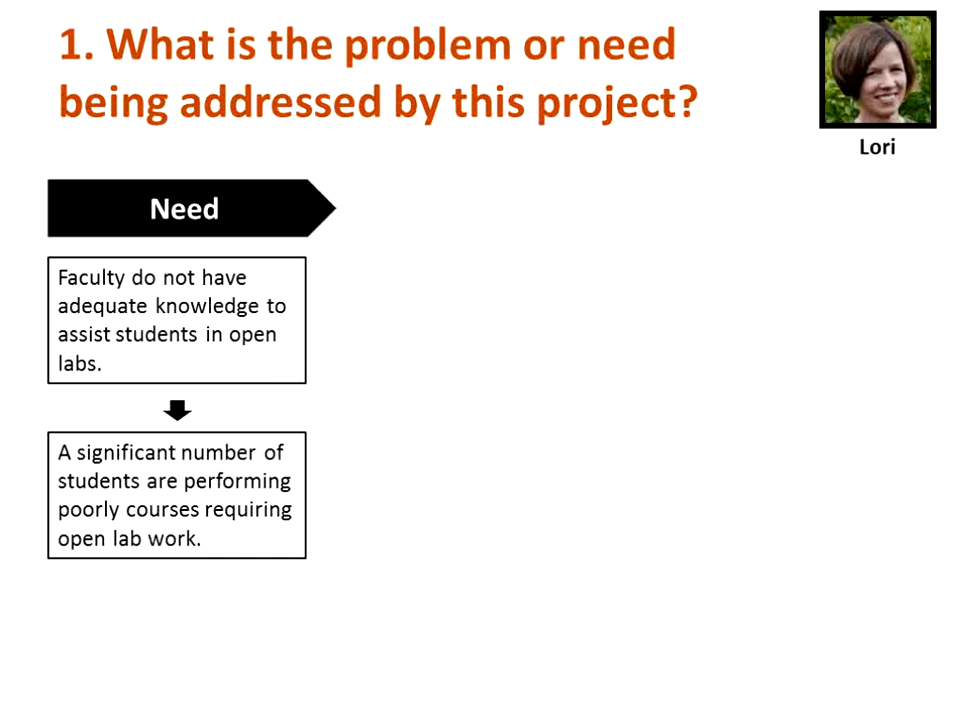 1. What is the problem or need
being addressed by this project?
Lori
Need
Faculty do not have
adequate knowledge to
assist students in open
labs.
A significant number of
students are performing
poorly courses requiring
open lab work.